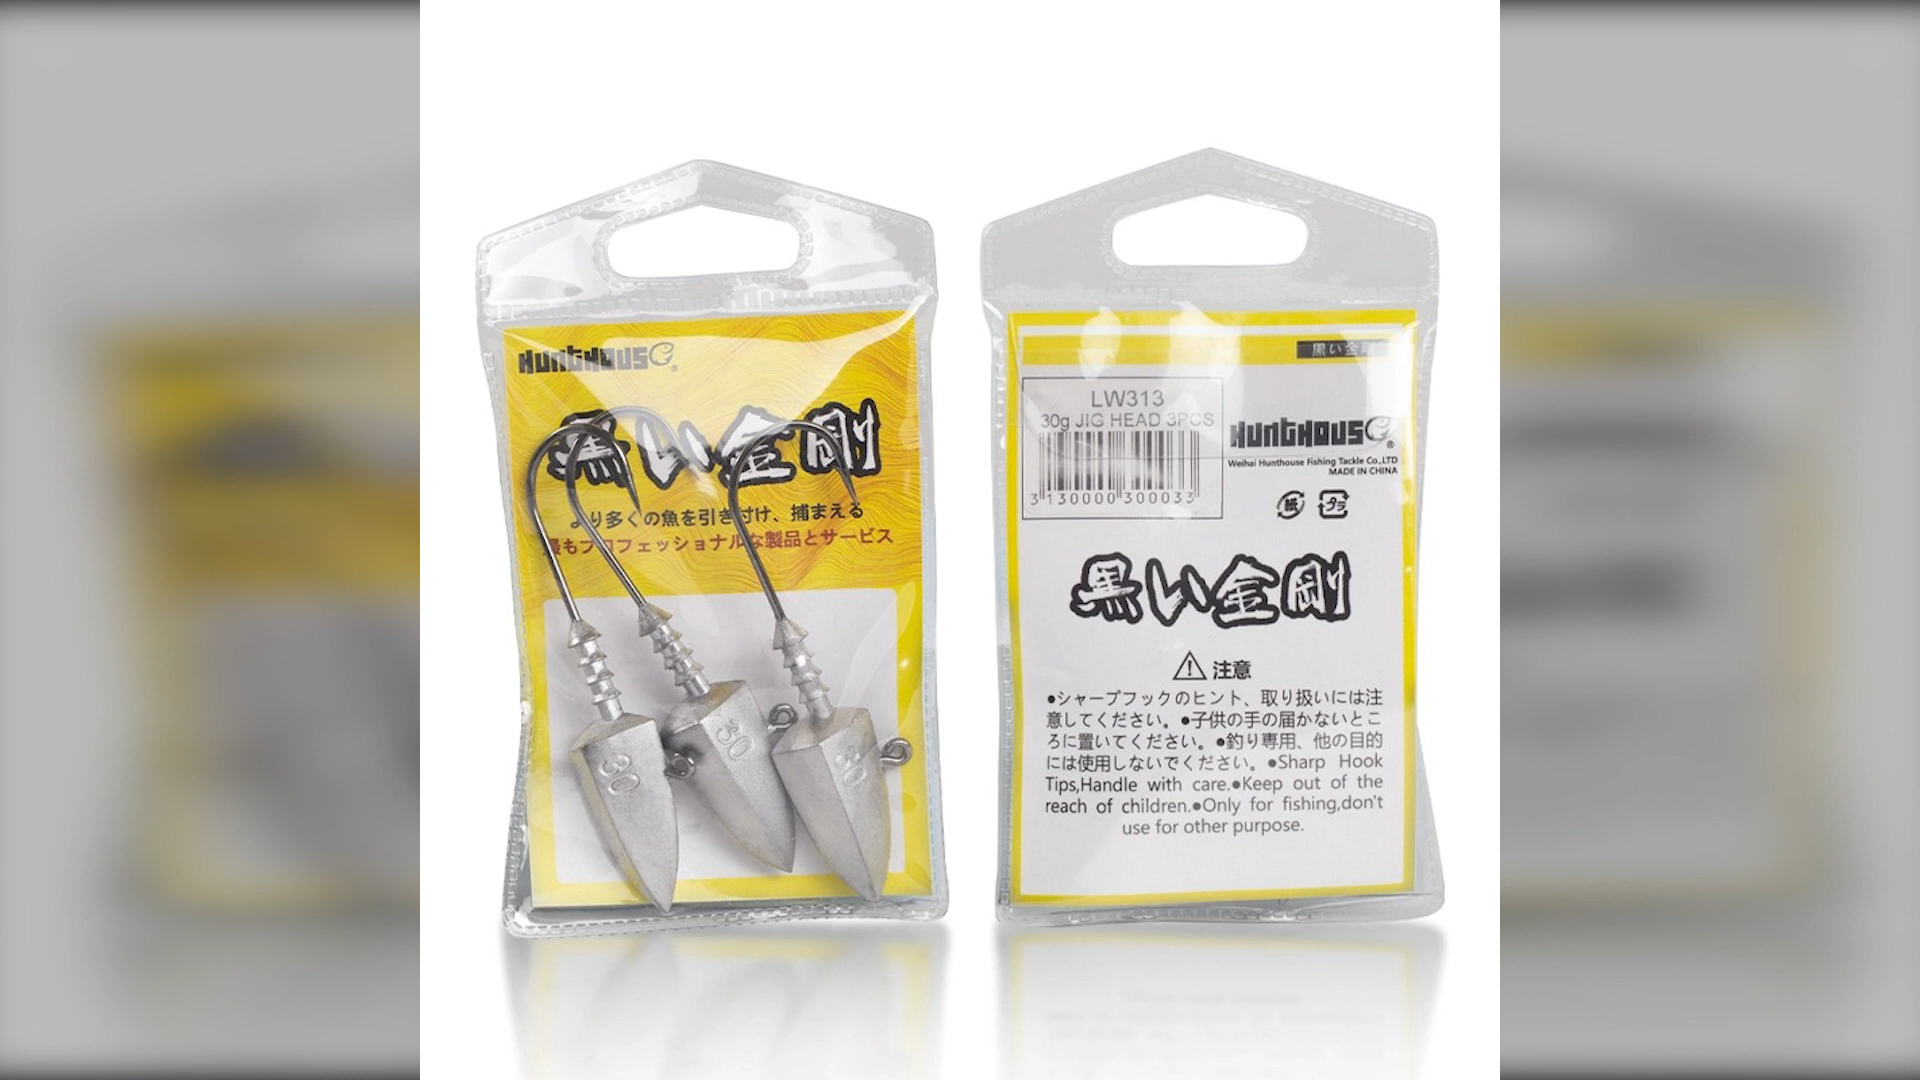 HUNTHOUSE®
黒い金剛
より多くの魚を引き付け、捕まえる
最もプロフェッショナルな製品とサービス
30
30
30
黒い金剛
LW313
30g JIG HEAD 3PCS
3 130000 300033
HUNTHOUSE®
Weihai Hunthouse Fishing Tackle Co.,LTD
MADE IN CHINA
紙 プラ
黒い金剛
注意
●シャープフックのヒント、取り扱いには注
意してください。●子供の手の届かないとこ
ろに置いてください。●釣り専用、他の目的
には使用しないでください。●Sharp Hook
Tips,Handle with care.●Keep out of the
reach of children.●Only for fishing,don't
use for other purpose.